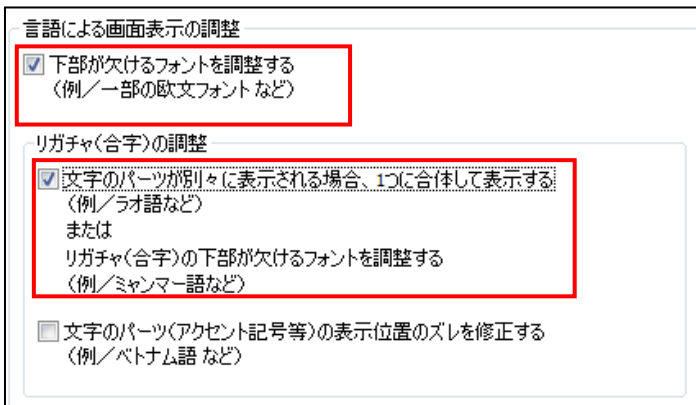 言語による画面表示の調整
下部が欠けるフォントを調整する
(例/一部の欧文フォント など)
リガチャ(合字)の調整
文字のパーツが別々に表示される場合、1つに合体して表示する
(例/ラオ語など)
または
リガチャ(合字)の下部が欠けるフォントを調整する
(例/ミャンマー語など)
文字のパーツ(アクセント記号等)の表示位置のズレを修正する
(例/ベトナム語 など)